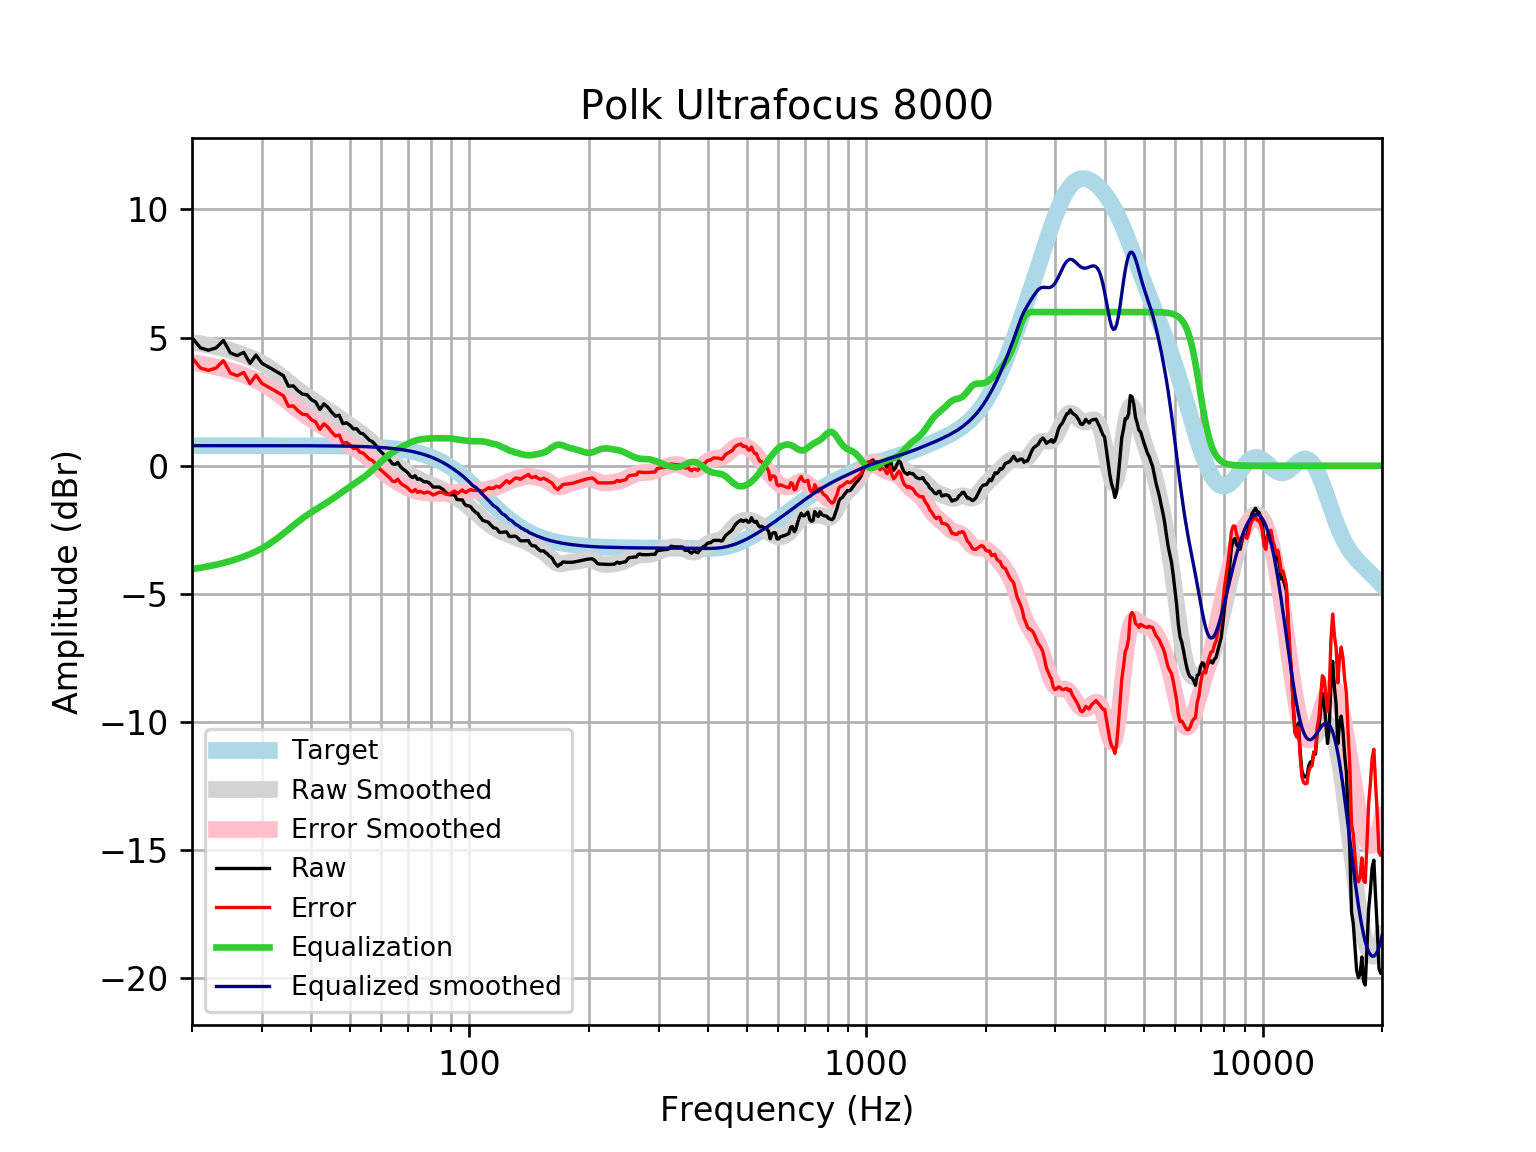 Polk Ultrafocus 8000
Amplitude (dBr)
10
5
0
−5
−10
−15
−20
Target
Raw Smoothed
Error Smoothed
Raw
Error
Equalization
Equalized smoothed
100
1000
10000
Frequency (Hz)